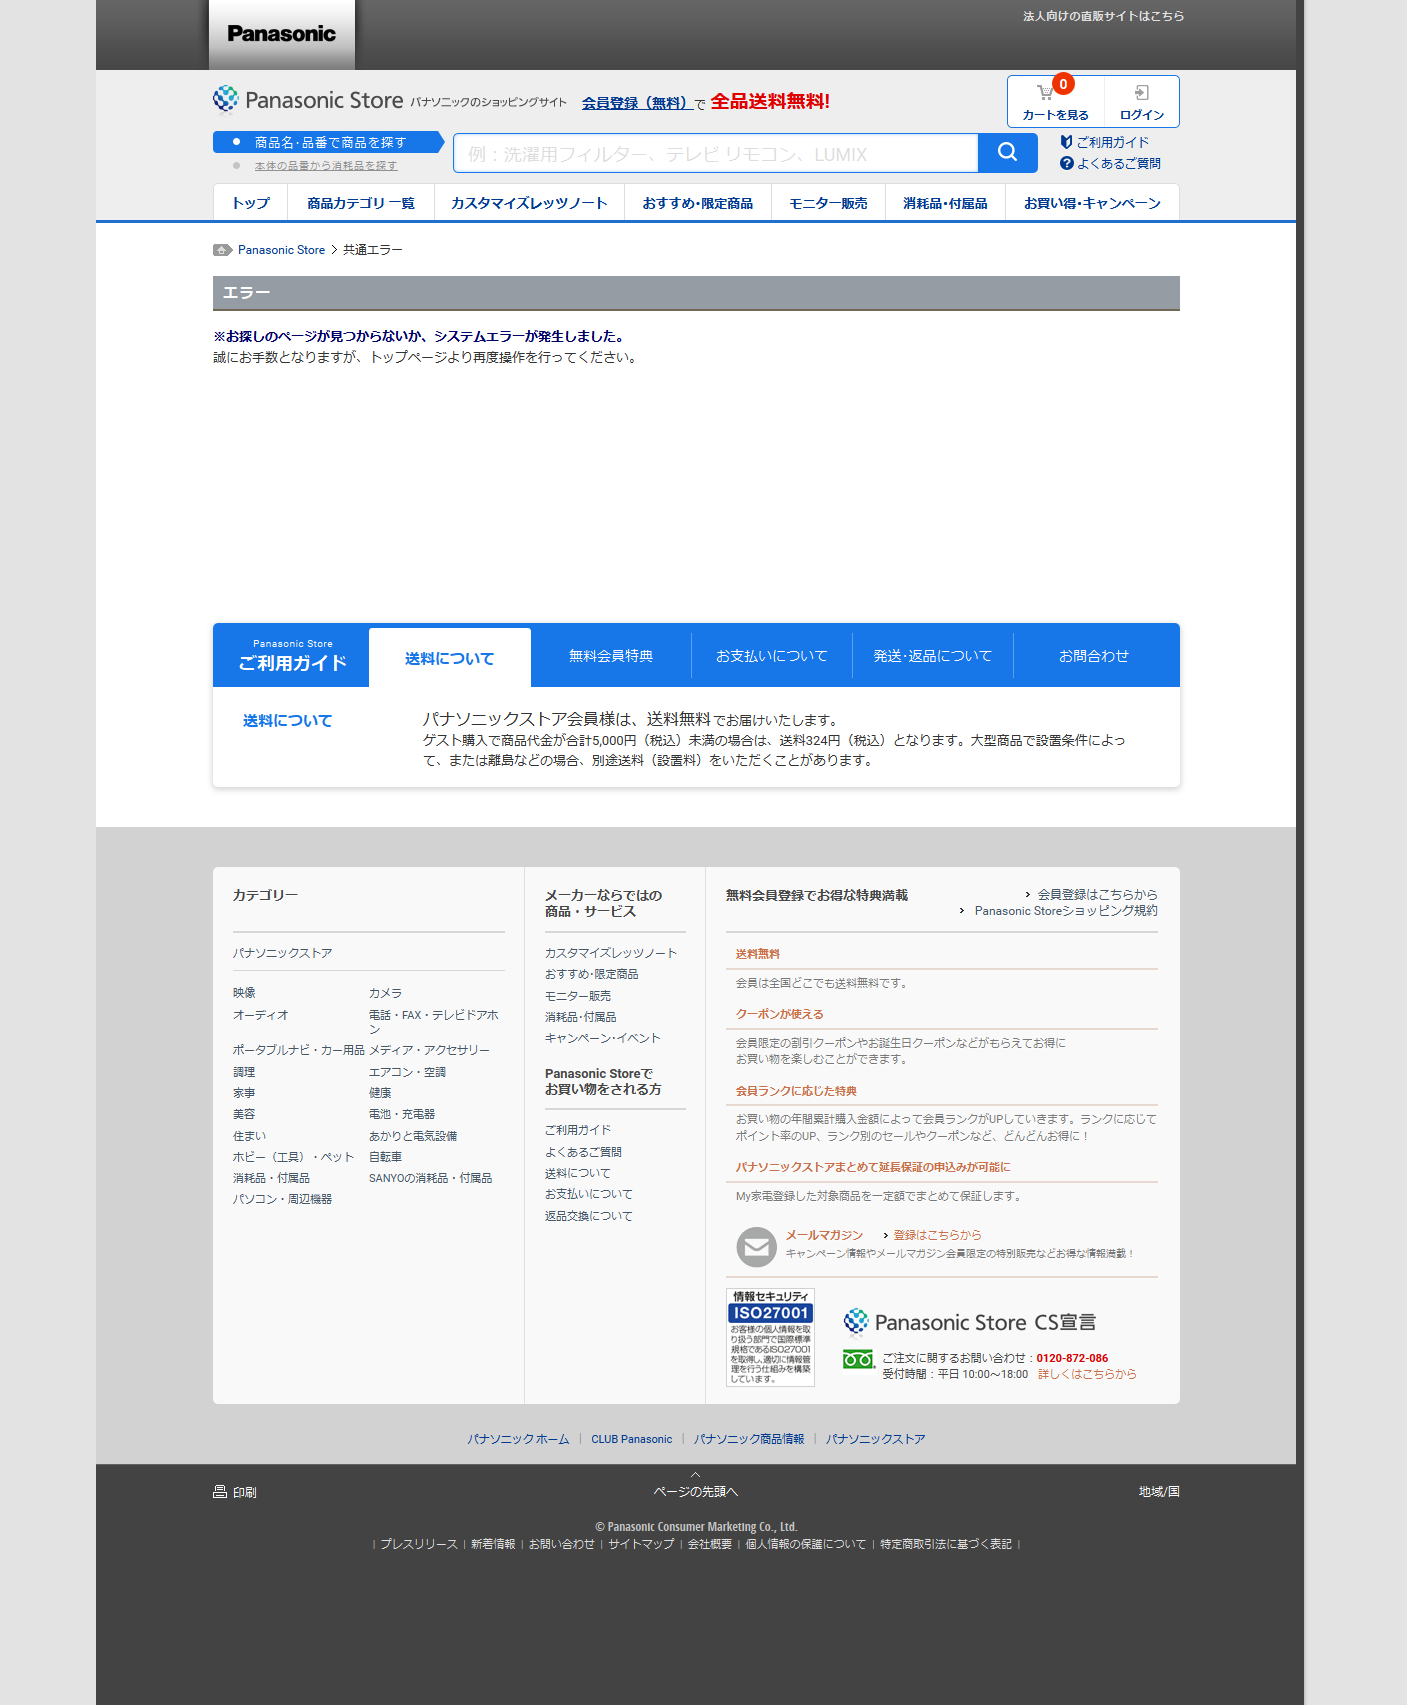 Panasonic
法人向けの直販サイトはこちら
Panasonic Store パナソニックのショッピングサイト 会員登録（無料）で 全品送料無料!
0
カートを見る ログイン
商品名･品番で商品を探す
本体の品番から消耗品を探す
例：洗濯用フィルター、テレビ リモコン、LUMIX
ご利用ガイド
よくあるご質問
トップ 商品カテゴリ 一覧 カスタマイズレッツノート おすすめ･限定商品 モニター販売 消耗品･付属品 お買い得･キャンペーン
Panasonic Store 共通エラー
エラー
※お探しのページが見つからないか、システムエラーが発生しました。
誠にお手数となりますが、トップページより再度操作を行ってください。
Panasonic Store
ご利用ガイド
送料について 無料会員特典 お支払いについて 発送･返品について お問合わせ
送料について
パナソニックストア会員様は、送料無料でお届けいたします。
ゲスト購入で商品代金が合計5,000円（税込）未満の場合は、送料324円（税込）となります。大型商品で設置条件によっ
て、または離島などの場合、別途送料（設置料）をいただくことがあります。
カテゴリー
パナソニックストア
映像 カメラ
オーディオ 電話・FAX・テレビドアホ
ン
ポータブルナビ・カー用品 メディア・アクセサリー
調理 エアコン・空調
家事 健康
美容 電池・充電器
住まい あかりと電気設備
ホビー（工具）・ペット 自転車
消耗品・付属品 SANYOの消耗品・付属品
パソコン・周辺機器
メーカーならではの
商品・サービス
カスタマイズレッツノート
おすすめ･限定商品
モニター販売
消耗品･付属品
キャンペーン･イベント
Panasonic Storeで
お買い物をされる方
ご利用ガイド
よくあるご質問
送料について
お支払いについて
返品交換について
無料会員登録でお得な特典満載
会員登録はこちらから
Panasonic Storeショッピング規約
送料無料
会員は全国どこでも送料無料です。
クーポンが使える
会員限定の割引クーポンやお誕生日クーポンなどがもらえてお得に
お買い物を楽しむことができます。
会員ランクに応じた特典
お買い物の年間累計購入金額によって会員ランクがUPしていきます。ランクに応じて
ポイント率のUP、ランク別のセールやクーポンなど、どんどんお得に！
パナソニックストアまとめて延長保証の申込みが可能に
My家電登録した対象商品を一定額でまとめて保証します。
メールマガジン 登録はこちらから
キャンペーン情報やメールマガジン会員限定の特別販売などお得な情報満載！
情報セキュリティ
ISO27001
お客様の個人情報を取
り扱う部門で国際標準
規格であるISO27001
を取得し、適切に情報管
理を行う仕組みを構築
しています。
Panasonic Store CS宣言
ご注文に関するお問い合わせ：0120-872-086
受付時間：平日 10:00～18:00 詳しくはこちらから
パナソニック ホーム | CLUB Panasonic | パナソニック商品情報 | パナソニックストア
印刷
ページの先頭へ
地域/国
© Panasonic Consumer Marketing Co., Ltd.
| プレスリリース | 新着情報 | お問い合わせ | サイトマップ | 会社概要 | 個人情報の保護について | 特定商取引法に基づく表記 |